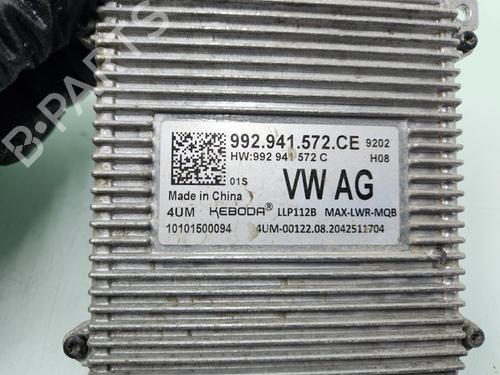 992.941.572.CE 9202
HW:992 941 572 C H08
01S
VW AG
Made in China
4UM KEBODA® LLP112B MAX-LWR-MQB
10101500094 4UM-00122.08.2042511704
B-PARTS